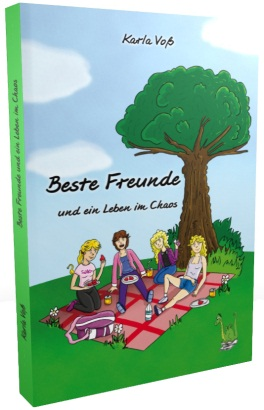 Karla Voß
Beste Freunde
und ein Leben im Chaos
Beste Freunde und ein Leben im Chaos
Karla Voß